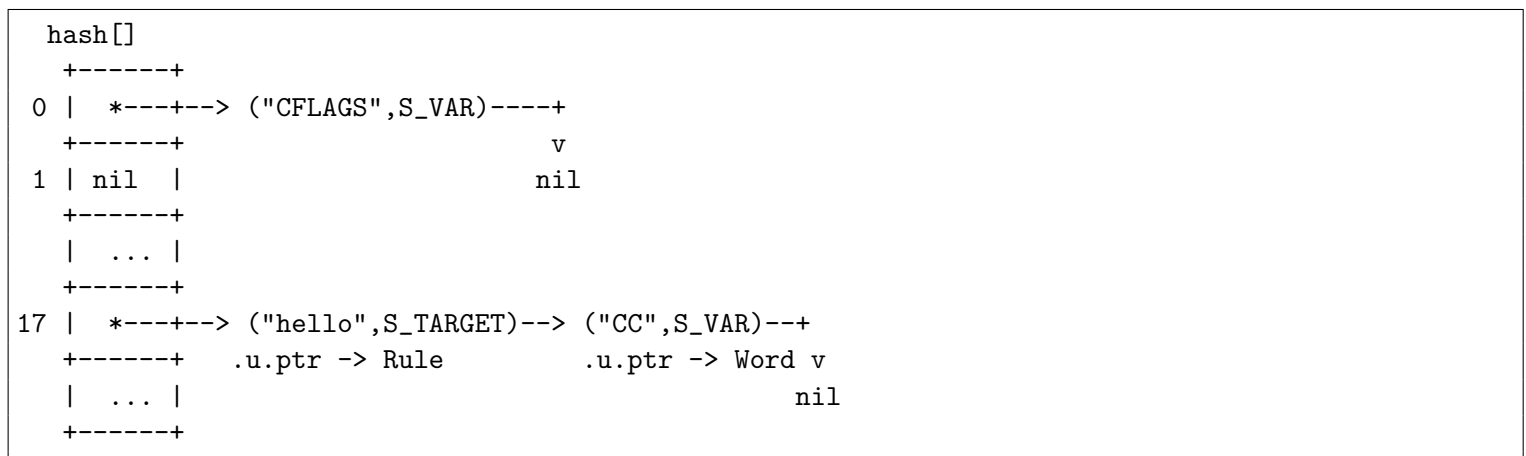 hash[]
   +------+
 0 |  *---+--> ("CFLAGS",S_VAR)----+
   +------+                        v
 1 | nil  |                       nil
   +------+
   |  ... |
   +------+
17 |  *---+--> ("hello",S_TARGET)--> ("CC",S_VAR)--+
   +------+   .u.ptr -> Rule        .u.ptr -> Word v
   |  ... |                                       nil
   +------+